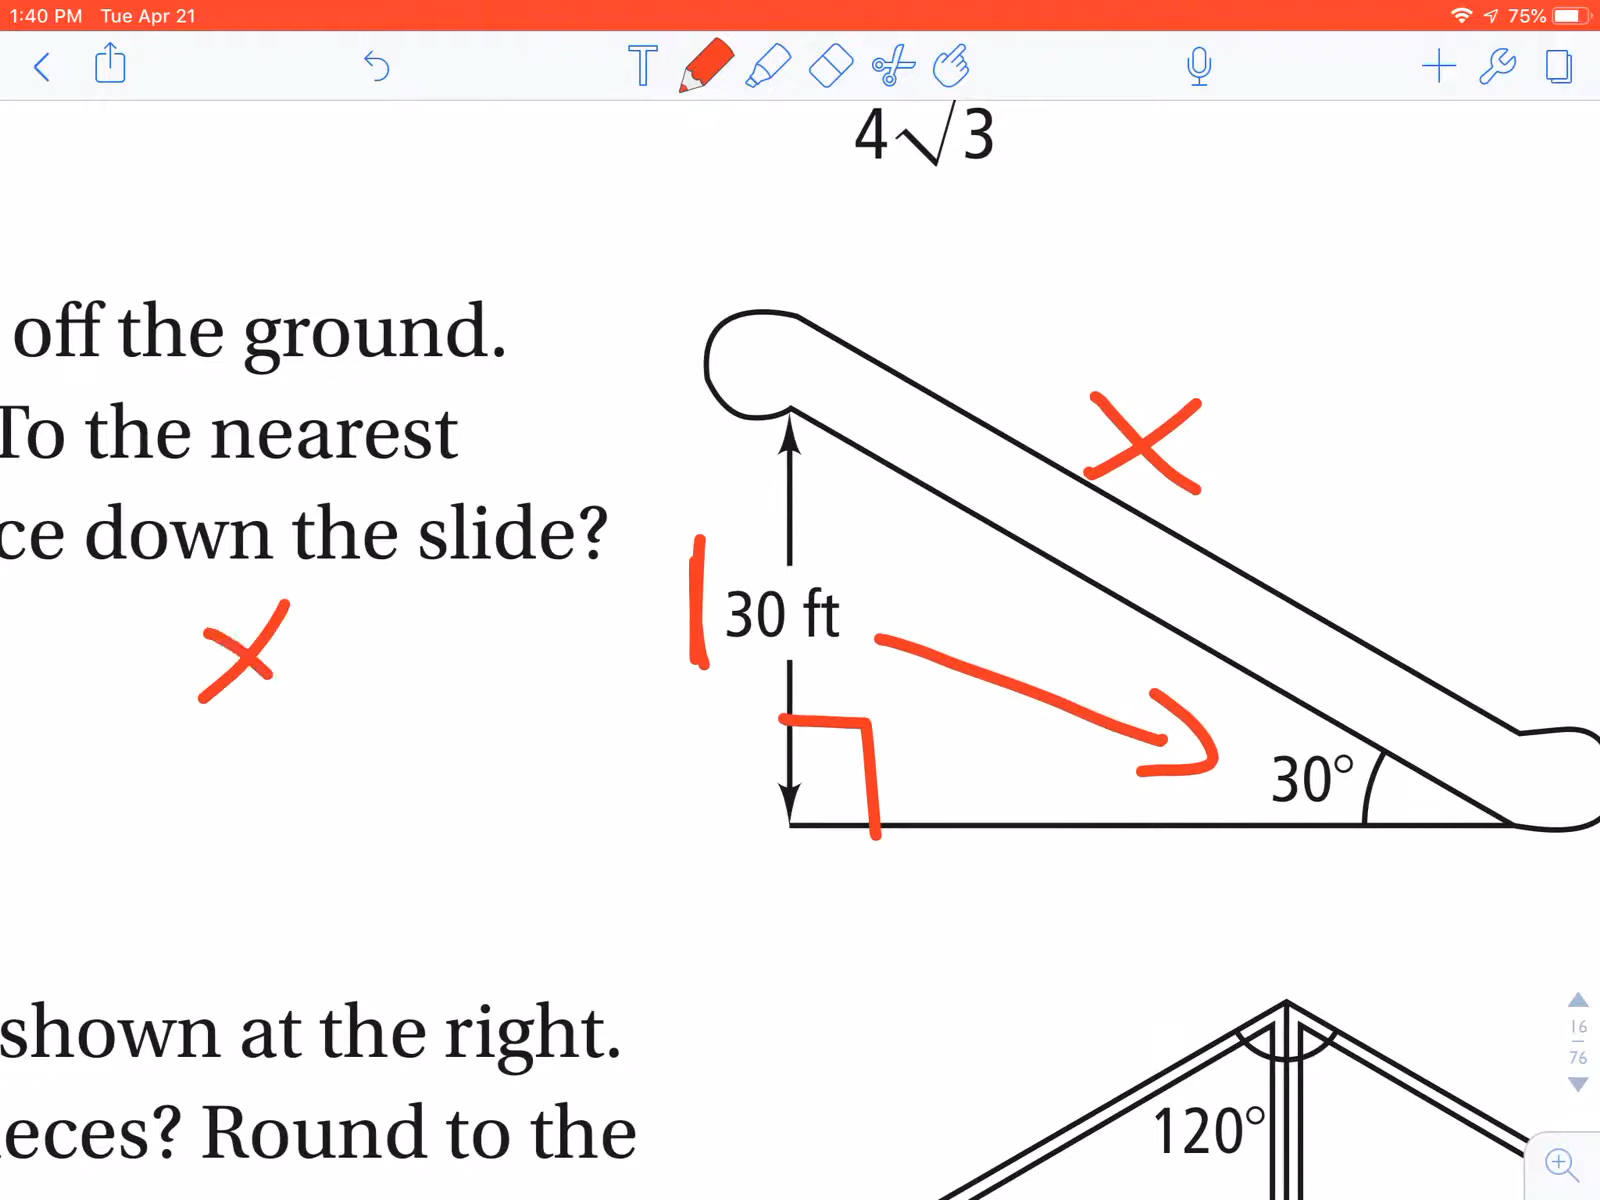 1:40 PM Tue Apr 21
75%
T
4√3
off the ground.
To the nearest
ce down the slide?
x
x
30 ft
30°
shown at the right.
ieces? Round to the
120°
16
76